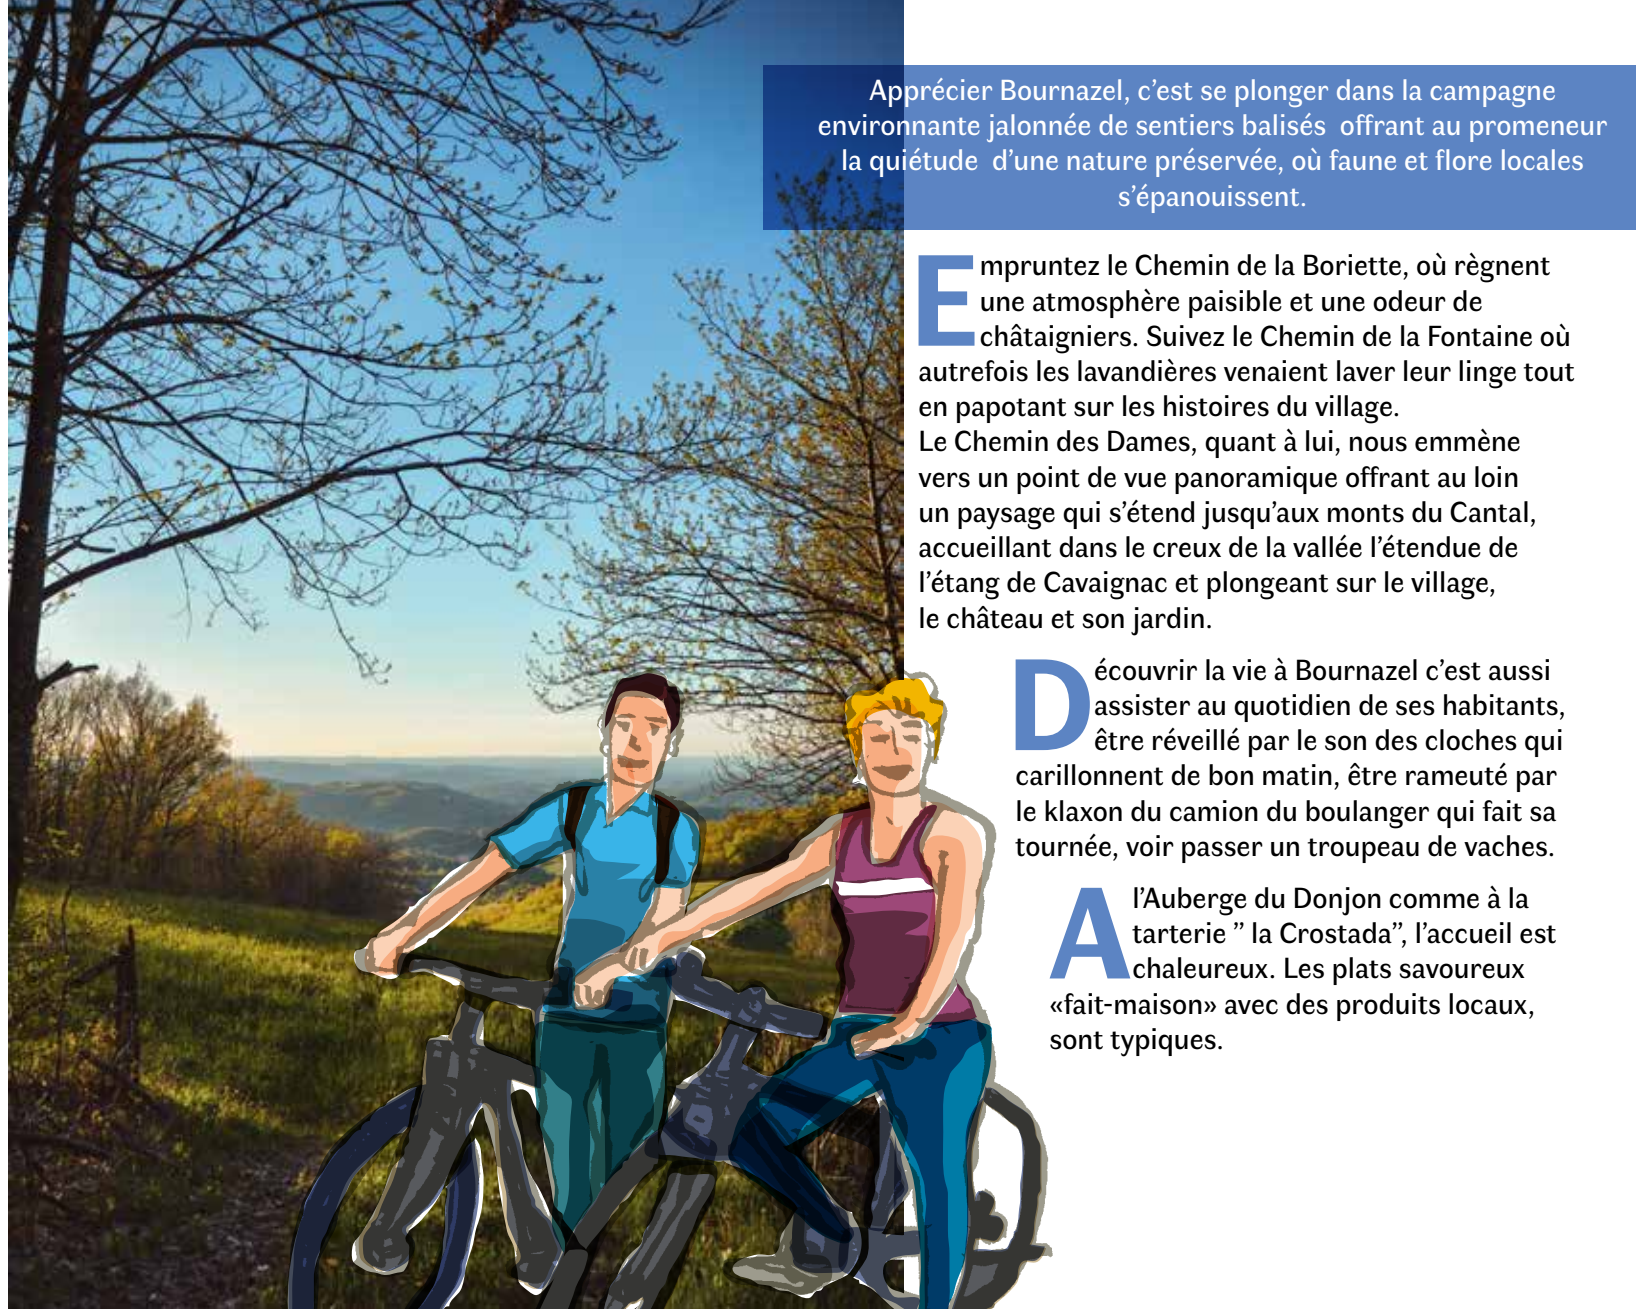 Apprécier Bournazel, c’est se plonger dans la campagne
environnante jalonnée de sentiers balisés offrant au promeneur
la quiétude d’une nature préservée, où faune et flore locales
s’épanouissent.
Empruntez le Chemin de la Boriette, où règnent
une atmosphère paisible et une odeur de
châtaigniers. Suivez le Chemin de la Fontaine où
autrefois les lavandières venaient laver leur linge tout
en papotant sur les histoires du village.
Le Chemin des Dames, quant à lui, nous emmène
vers un point de vue panoramique offrant au loin
un paysage qui s’étend jusqu’aux monts du Cantal,
accueillant dans le creux de la vallée l’étendue de
l’étang de Cavaignac et plongeant sur le village,
le château et son jardin.
Découvrir la vie à Bournazel c’est aussi
assister au quotidien de ses habitants,
être réveillé par le son des cloches qui
carillonnent de bon matin, être rameuté par
le klaxon du camion du boulanger qui fait sa
tournée, voir passer un troupeau de vaches.
A l’Auberge du Donjon comme à la
tarterie ” la Crostada”, l’accueil est
chaleureux. Les plats savoureux
«fait-maison» avec des produits locaux,
sont typiques.